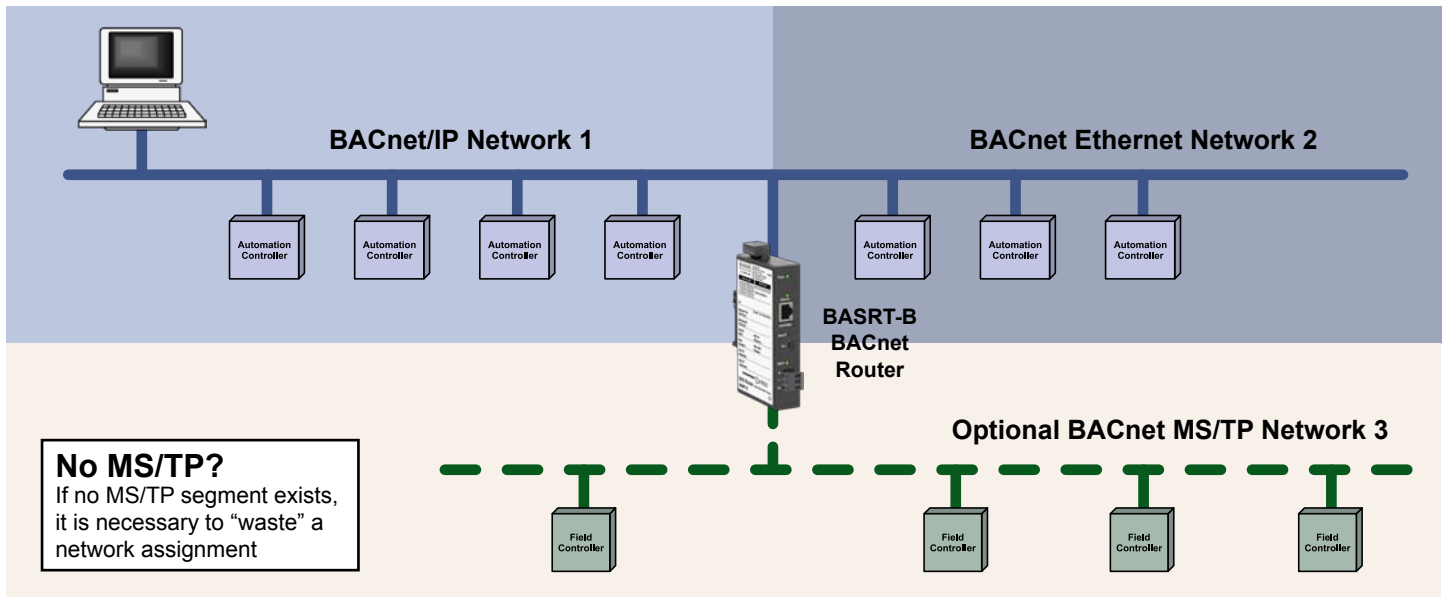 BACnet/IP Network 1
BACnet Ethernet Network 2
Automation
Controller
Automation
Controller
Automation
Controller
Automation
Controller
Automation
Controller
Automation
Controller
Automation
Controller
BASRT-B
BACnet
Router
Optional BACnet MS/TP Network 3
No MS/TP?
If no MS/TP segment exists,
it is necessary to “waste” a
network assignment
Field
Controller
Field
Controller
Field
Controller
Field
Controller